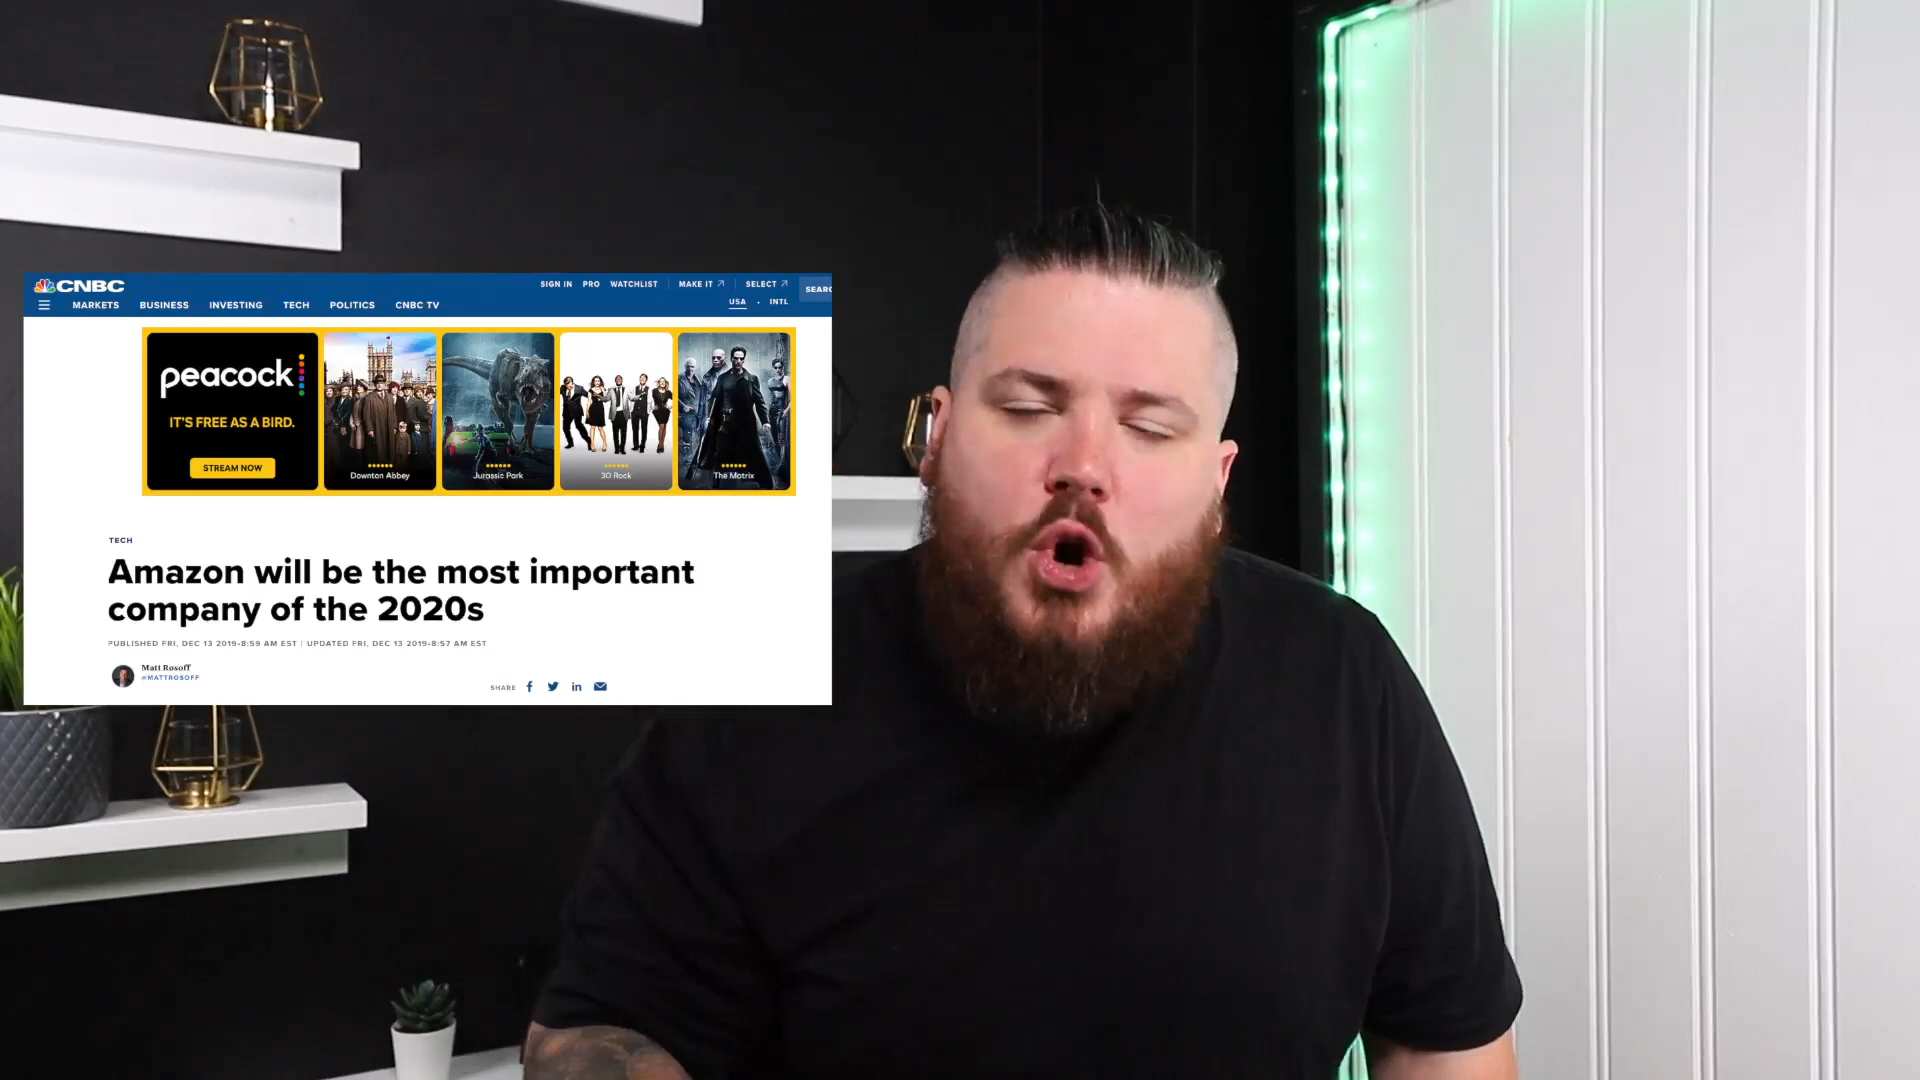 CNBC
SIGN IN PRO WATCHLIST MAKE IT SELECT
SEARC
MARKETS BUSINESS INVESTING TECH POLITICS CNBC TV
USA · INTL
peacock
IT'S FREE AS A BIRD.
STREAM NOW
Downton Abbey
Jurassic Park
30 Rock
The Matrix
TECH
Amazon will be the most important
company of the 2020s
PUBLISHED FRI, DEC 13 2019•8:59 AM EST | UPDATED FRI, DEC 13 2019•8:57 AM EST
Matt Rosoff
@MATTROSOFF
SHARE